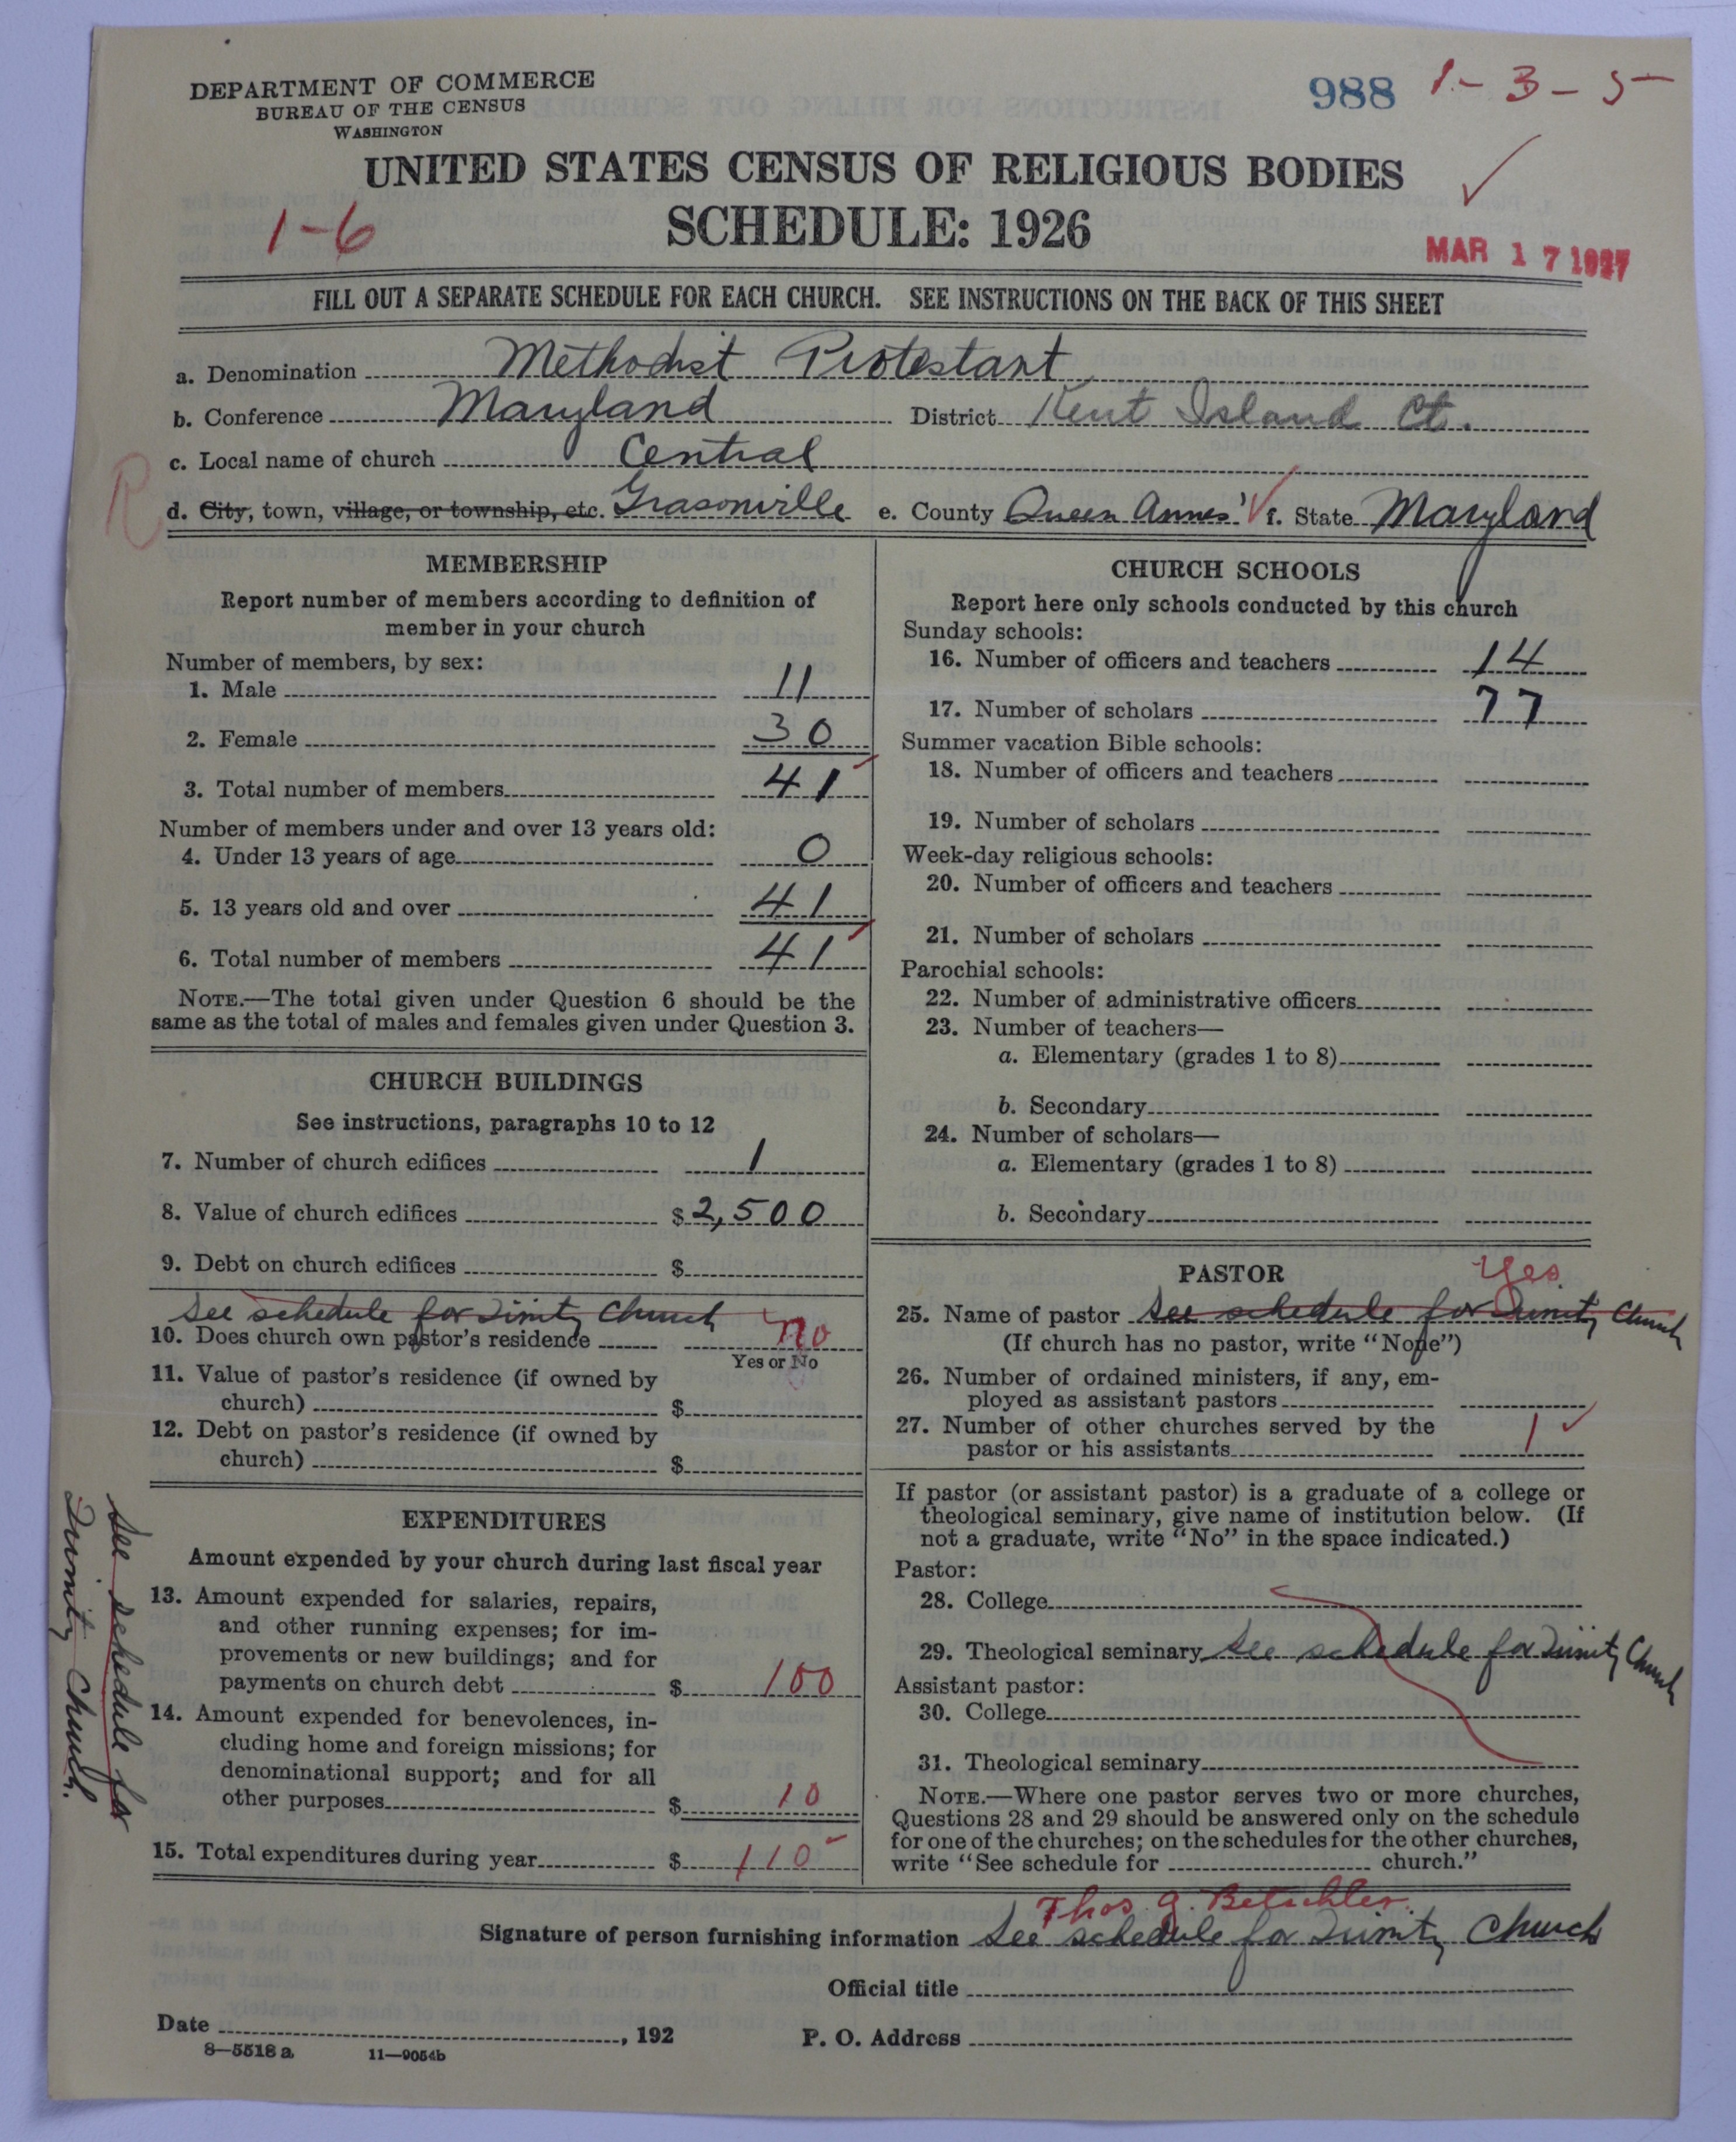 DEPARTMENT OF COMMERCE
BUREAU OF THE CENSUS
WASHINGTON
988 1-3-5
UNITED STATES CENSUS OF RELIGIOUS BODIES
1-6
SCHEDULE: 1926
MAR 17 1927
FILL OUT A SEPARATE SCHEDULE FOR EACH CHURCH. SEE INSTRUCTIONS ON THE BACK OF THIS SHEET
a. Denomination Methodist Protestant
b. Conference Maryland District Kent Island Ct.
c. Local name of church Central
R
d. City, town, village, or township, etc. Grasonville e. County Queen Annes' f. State Maryland
MEMBERSHIP
Report number of members according to definition of
member in your church
Number of members, by sex:
1. Male 11
2. Female 30
3. Total number of members 41
Number of members under and over 13 years old:
4. Under 13 years of age 0
5. 13 years old and over 41
6. Total number of members 41
NOTE.—The total given under Question 6 should be the
same as the total of males and females given under Question 3.
CHURCH BUILDINGS
See instructions, paragraphs 10 to 12
7. Number of church edifices 1
8. Value of church edifices $2,500
9. Debt on church edifices $
See schedule for Trinity Church
10. Does church own pastor's residence no
Yes or No
11. Value of pastor's residence (if owned by
church) $
12. Debt on pastor's residence (if owned by
church) $
See schedule for
Trinity Church.
EXPENDITURES
Amount expended by your church during last fiscal year
13. Amount expended for salaries, repairs,
and other running expenses; for im-
provements or new buildings; and for
payments on church debt $ 100
14. Amount expended for benevolences, in-
cluding home and foreign missions; for
denominational support; and for all
other purposes $ 10
15. Total expenditures during year $ 110
CHURCH SCHOOLS
Report here only schools conducted by this church
Sunday schools:
16. Number of officers and teachers 14
17. Number of scholars 77
Summer vacation Bible schools:
18. Number of officers and teachers
19. Number of scholars
Week-day religious schools:
20. Number of officers and teachers
21. Number of scholars
Parochial schools:
22. Number of administrative officers
23. Number of teachers—
a. Elementary (grades 1 to 8)
b. Secondary
24. Number of scholars—
a. Elementary (grades 1 to 8)
b. Secondary
PASTOR Yes
25. Name of pastor See schedule for Trinity Church
(If church has no pastor, write "None")
26. Number of ordained ministers, if any, em-
ployed as assistant pastors
27. Number of other churches served by the
pastor or his assistants 1
If pastor (or assistant pastor) is a graduate of a college or
theological seminary, give name of institution below. (If
not a graduate, write "No" in the space indicated.)
Pastor:
28. College
29. Theological seminary See schedule for Trinity Church
Assistant pastor:
30. College
31. Theological seminary
NOTE.—Where one pastor serves two or more churches,
Questions 28 and 29 should be answered only on the schedule
for one of the churches; on the schedules for the other churches,
write "See schedule for church."
Thos. G. Betschler.
Signature of person furnishing information See schedule for Trinity Church
Official title
Date , 192 P. O. Address
8—5518 a 11—9054b